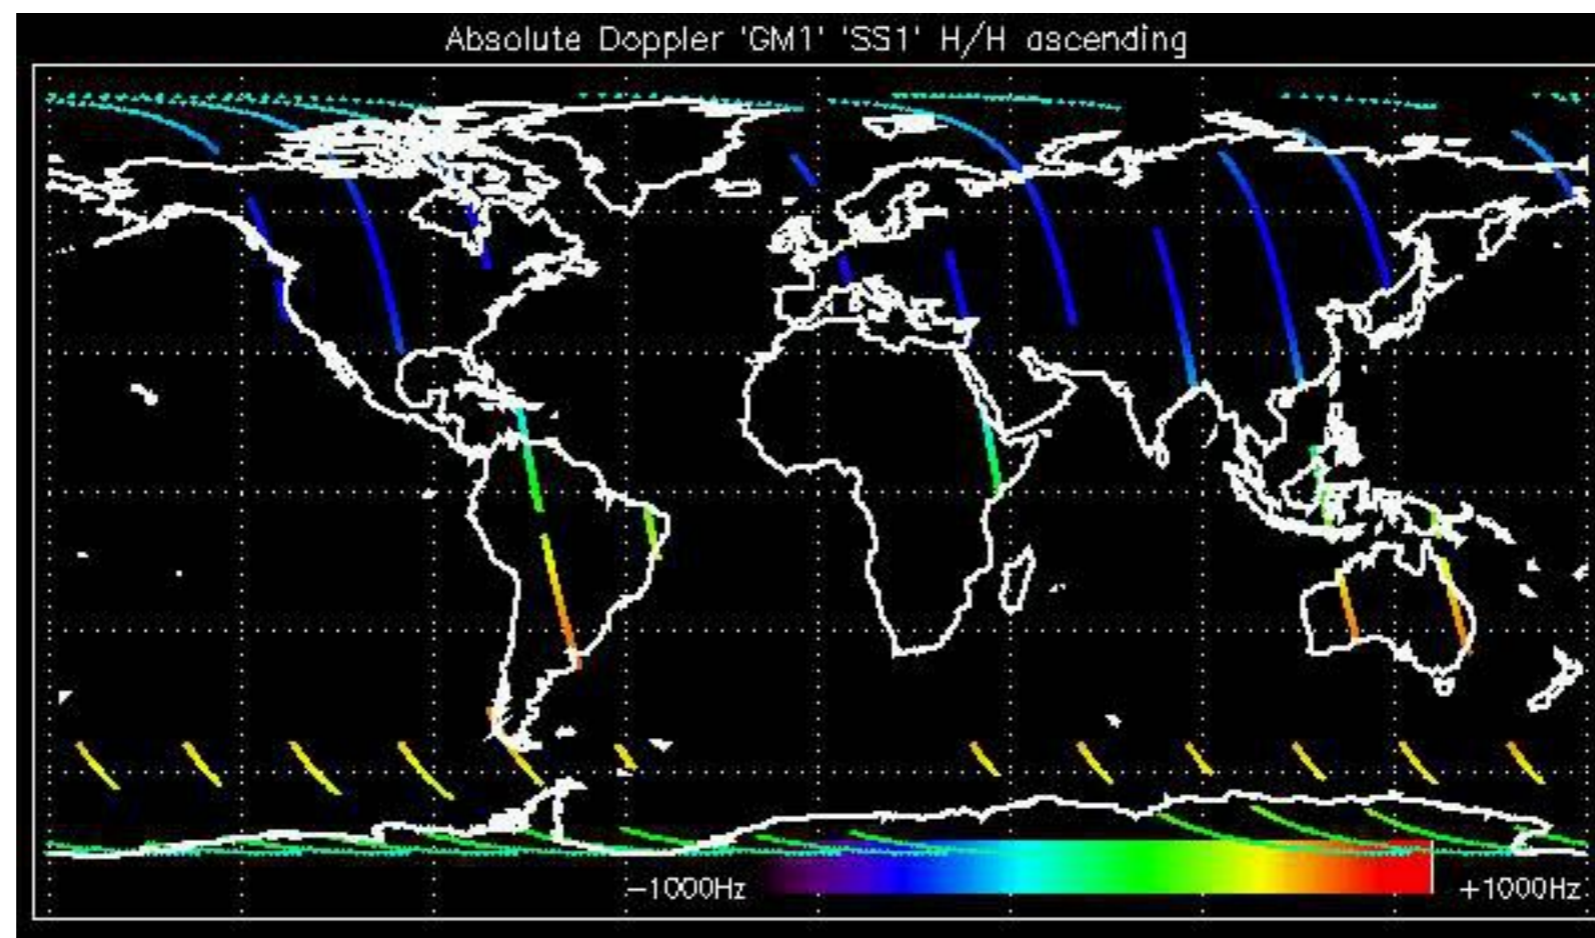 Absolute Doppler 'GM1' 'SS1' H/H ascending
−1000Hz
+1000Hz